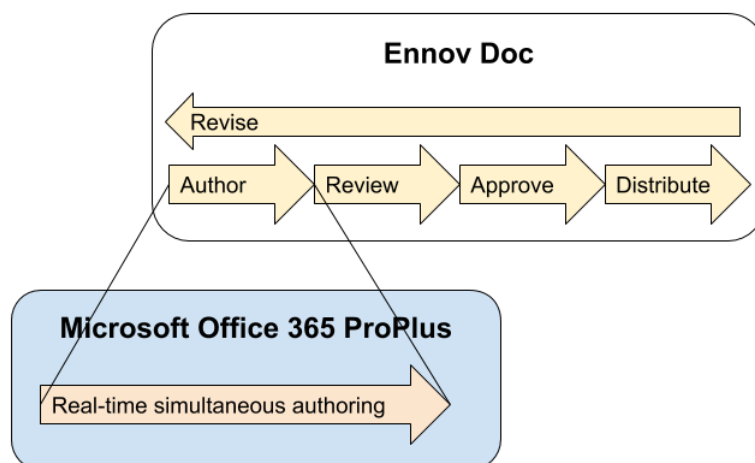 Ennov Doc
Revise
Author
Review
Approve
Distribute
Microsoft Office 365 ProPlus
Real-time simultaneous authoring